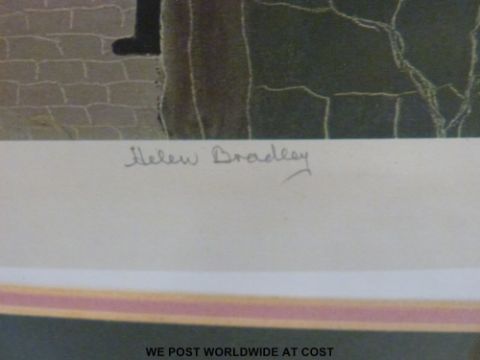 Helen Bradley
WE POST WORLDWIDE AT COST